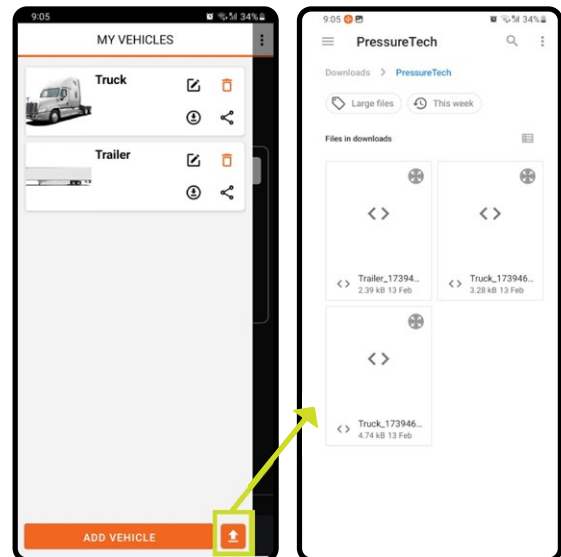 9:05
34%
MY VEHICLES
Truck
Trailer
ADD VEHICLE
9:05
34%
PressureTech
Downloads > PressureTech
Large files
This week
Files in downloads
Trailer_17394...
2.39 kB 13 Feb
Truck_173946...
3.28 kB 13 Feb
Truck_173946...
4.74 kB 13 Feb